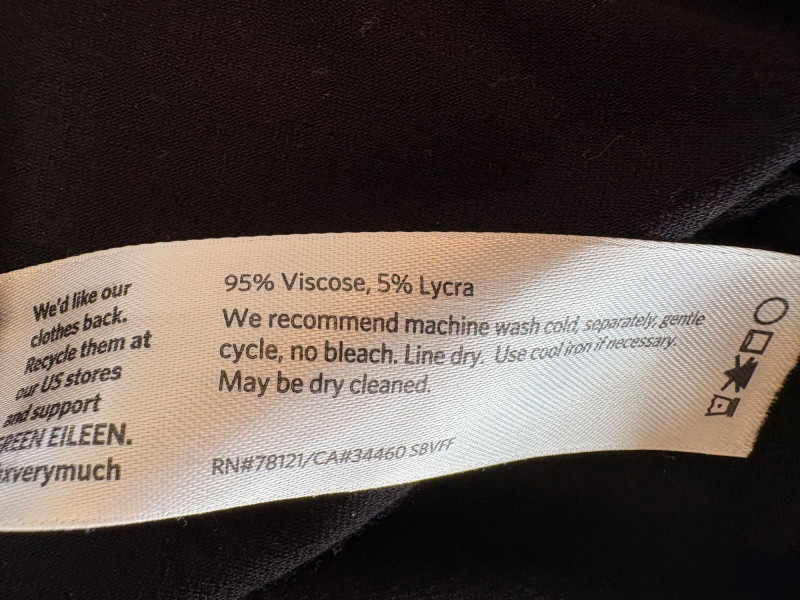 We'd like our
clothes back.
Recycle them at
our US stores
and support
GREEN EILEEN.
95% Viscose, 5% Lycra
We recommend machine wash cold, separately, gentle
cycle, no bleach. Line dry. Use cool iron if necessary.
May be dry cleaned.
RN#78121/CA#34460 SBVFF